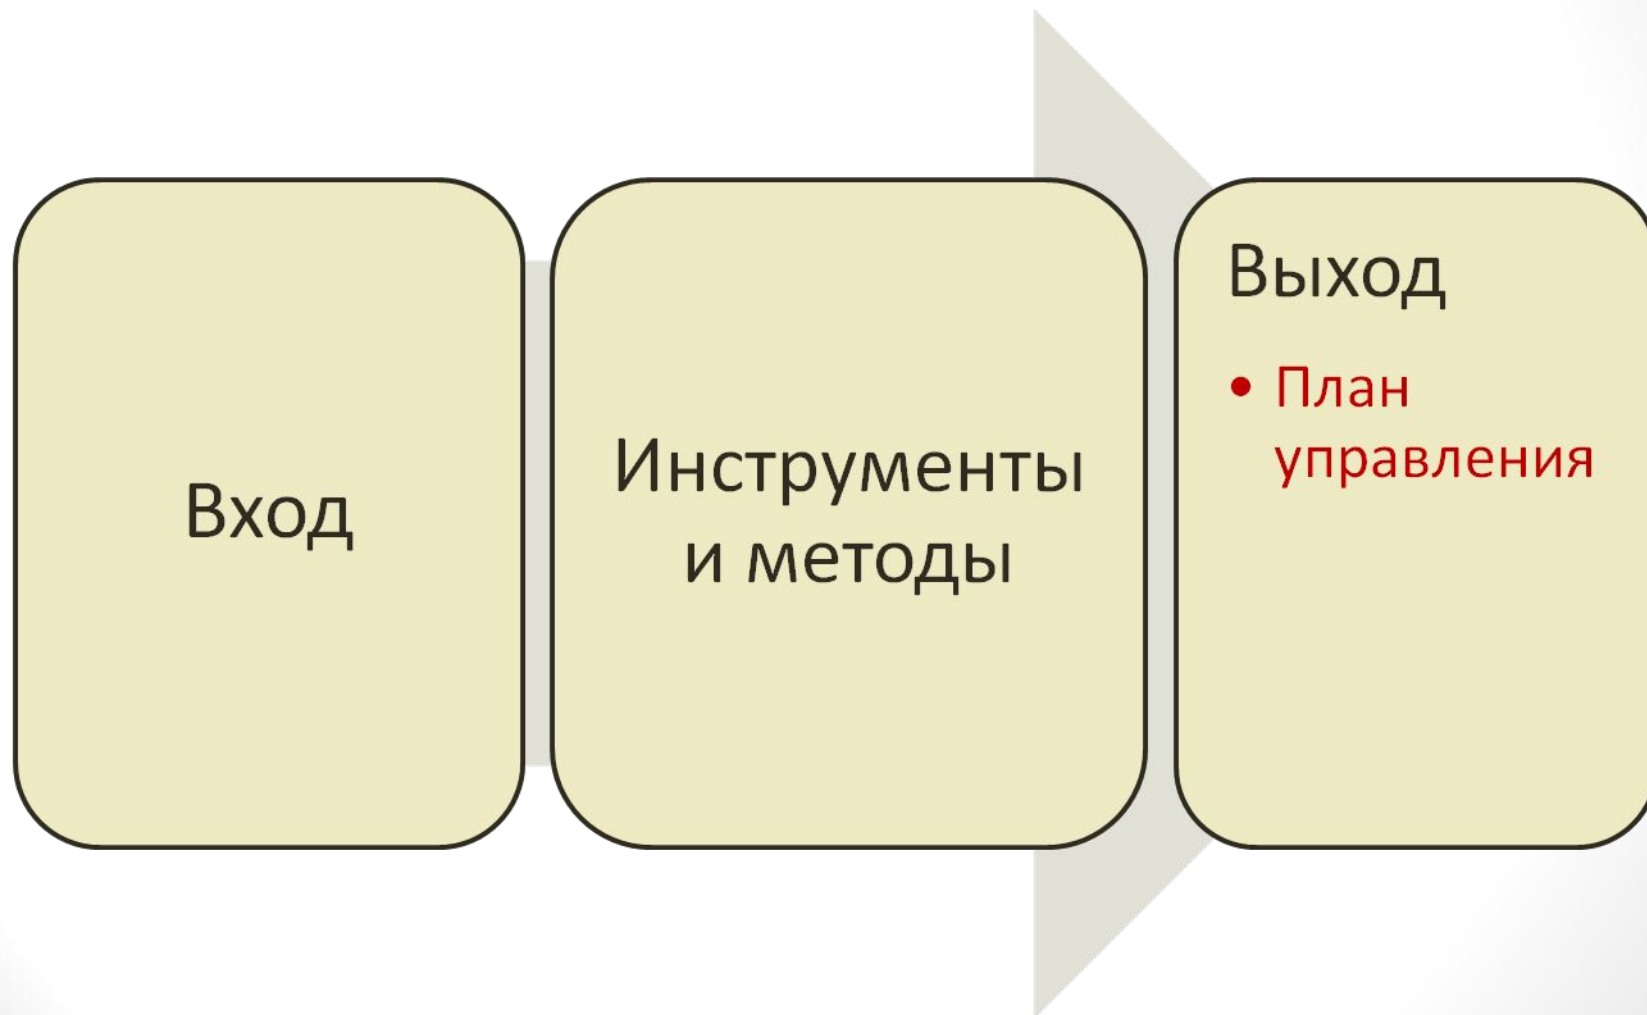 Вход
Инструменты
и методы
Выход
• План
управления